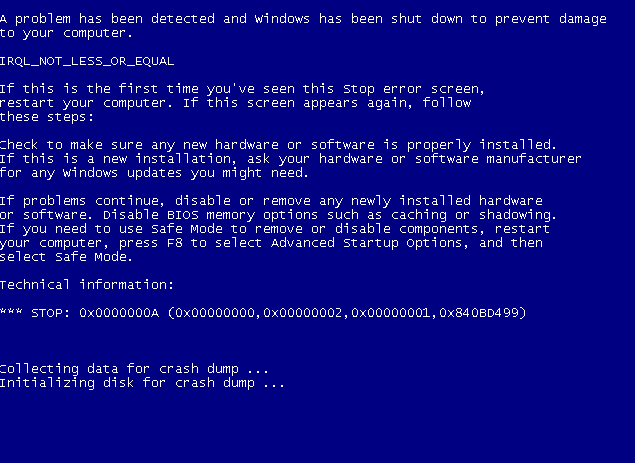 A problem has been detected and Windows has been shut down to prevent damage
to your computer.
IRQL_NOT_LESS_OR_EQUAL
If this is the first time you've seen this Stop error screen,
restart your computer. If this screen appears again, follow
these steps:
Check to make sure any new hardware or software is properly installed.
If this is a new installation, ask your hardware or software manufacturer
for any Windows updates you might need.
If problems continue, disable or remove any newly installed hardware
or software. Disable BIOS memory options such as caching or shadowing.
If you need to use Safe Mode to remove or disable components, restart
your computer, press F8 to select Advanced Startup Options, and then
select Safe Mode.
Technical information:
*** STOP: 0x0000000A (0x00000000,0x00000002,0x00000001,0x840BD499)
Collecting data for crash dump ...
Initializing disk for crash dump ...